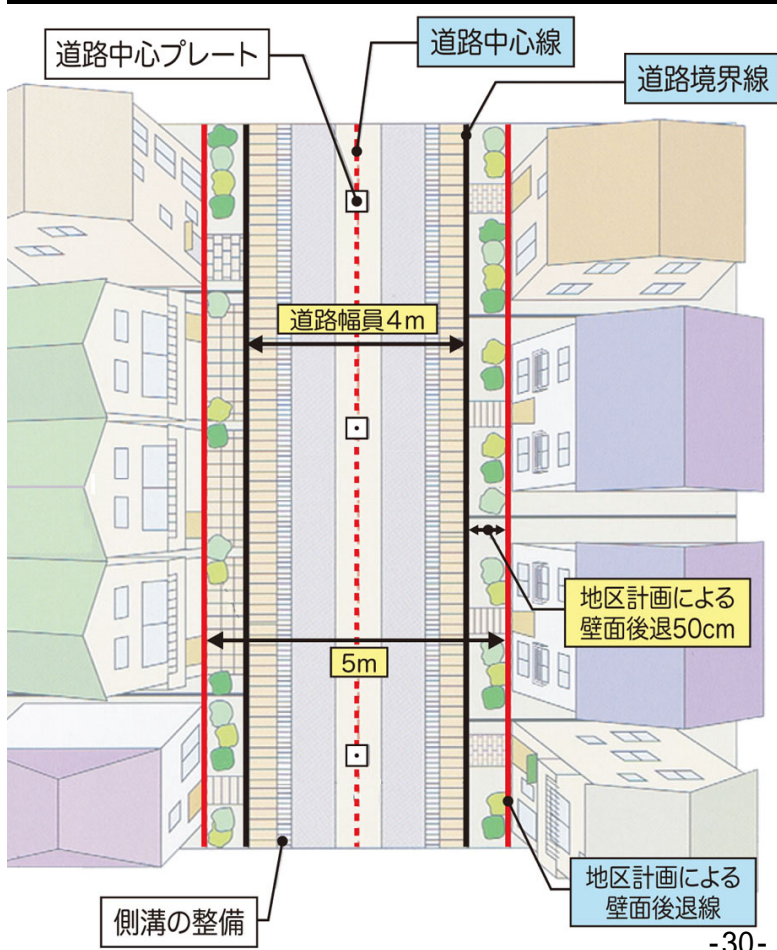 道路中心プレート
道路中心線
道路境界線
道路幅員4m
地区計画による
壁面後退50cm
5m
地区計画による
壁面後退線
側溝の整備
-30-